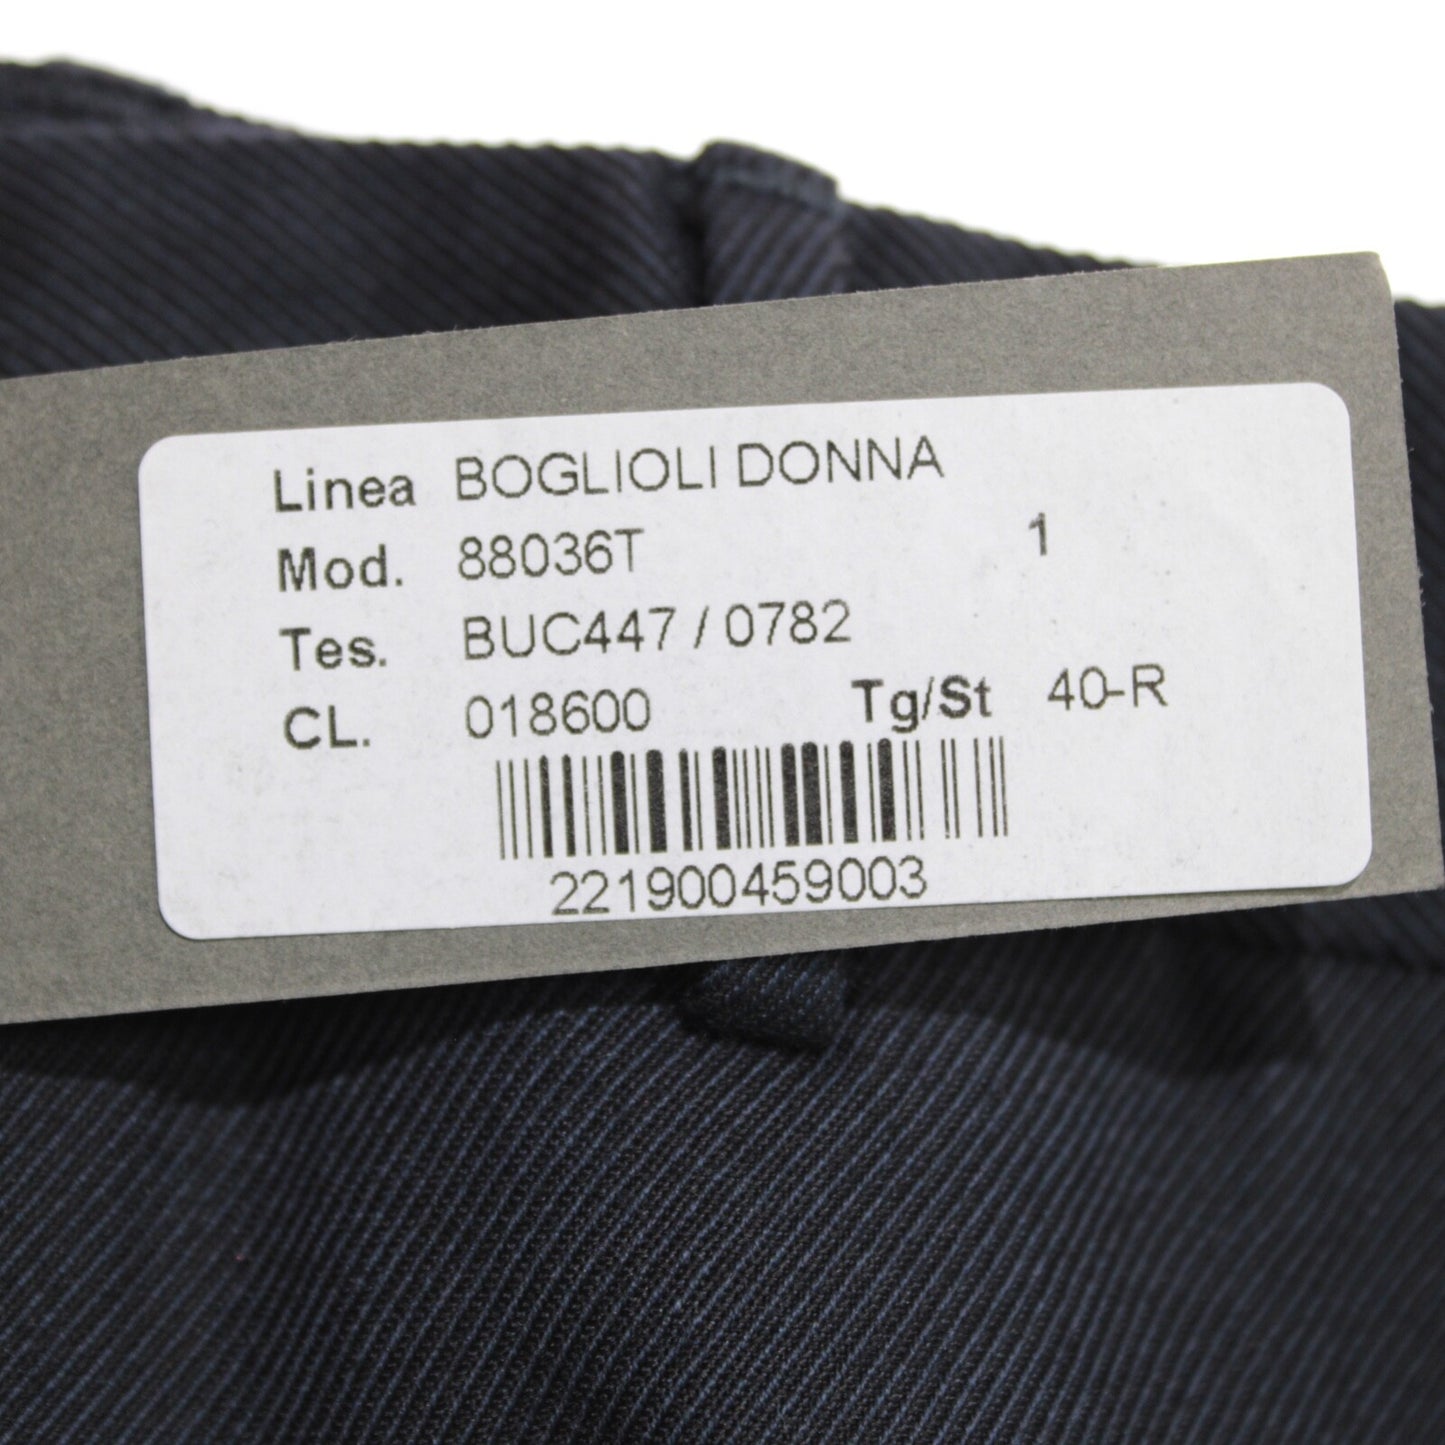 Linea BOGLIOLI DONNA
Mod. 88036T 1
Tes. BUC447 / 0782
CL. 018600 Tg/St 40-R
221900459003